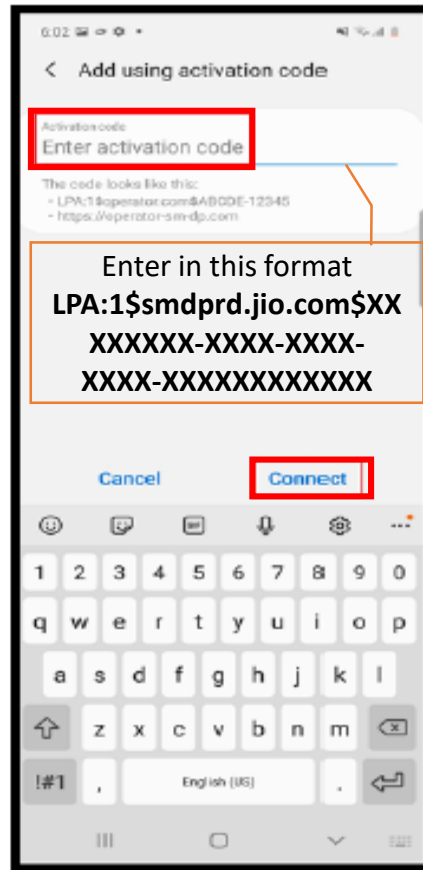 6:02
Add using activation code
Activation code
Enter activation code
The code looks like this:
- LPA:1$operator.com$ABCDE-12345
- https://operator-sm-dp.com
Enter in this format
LPA:1$smdprd.jio.com$XX
XXXXXX-XXXX-XXXX-
XXXX-XXXXXXXXXXXX
Cancel Connect
1 2 3 4 5 6 7 8 9 0
q w e r t y u i o p
a s d f g h j k l
z x c v b n m
!#1 , English (US) .